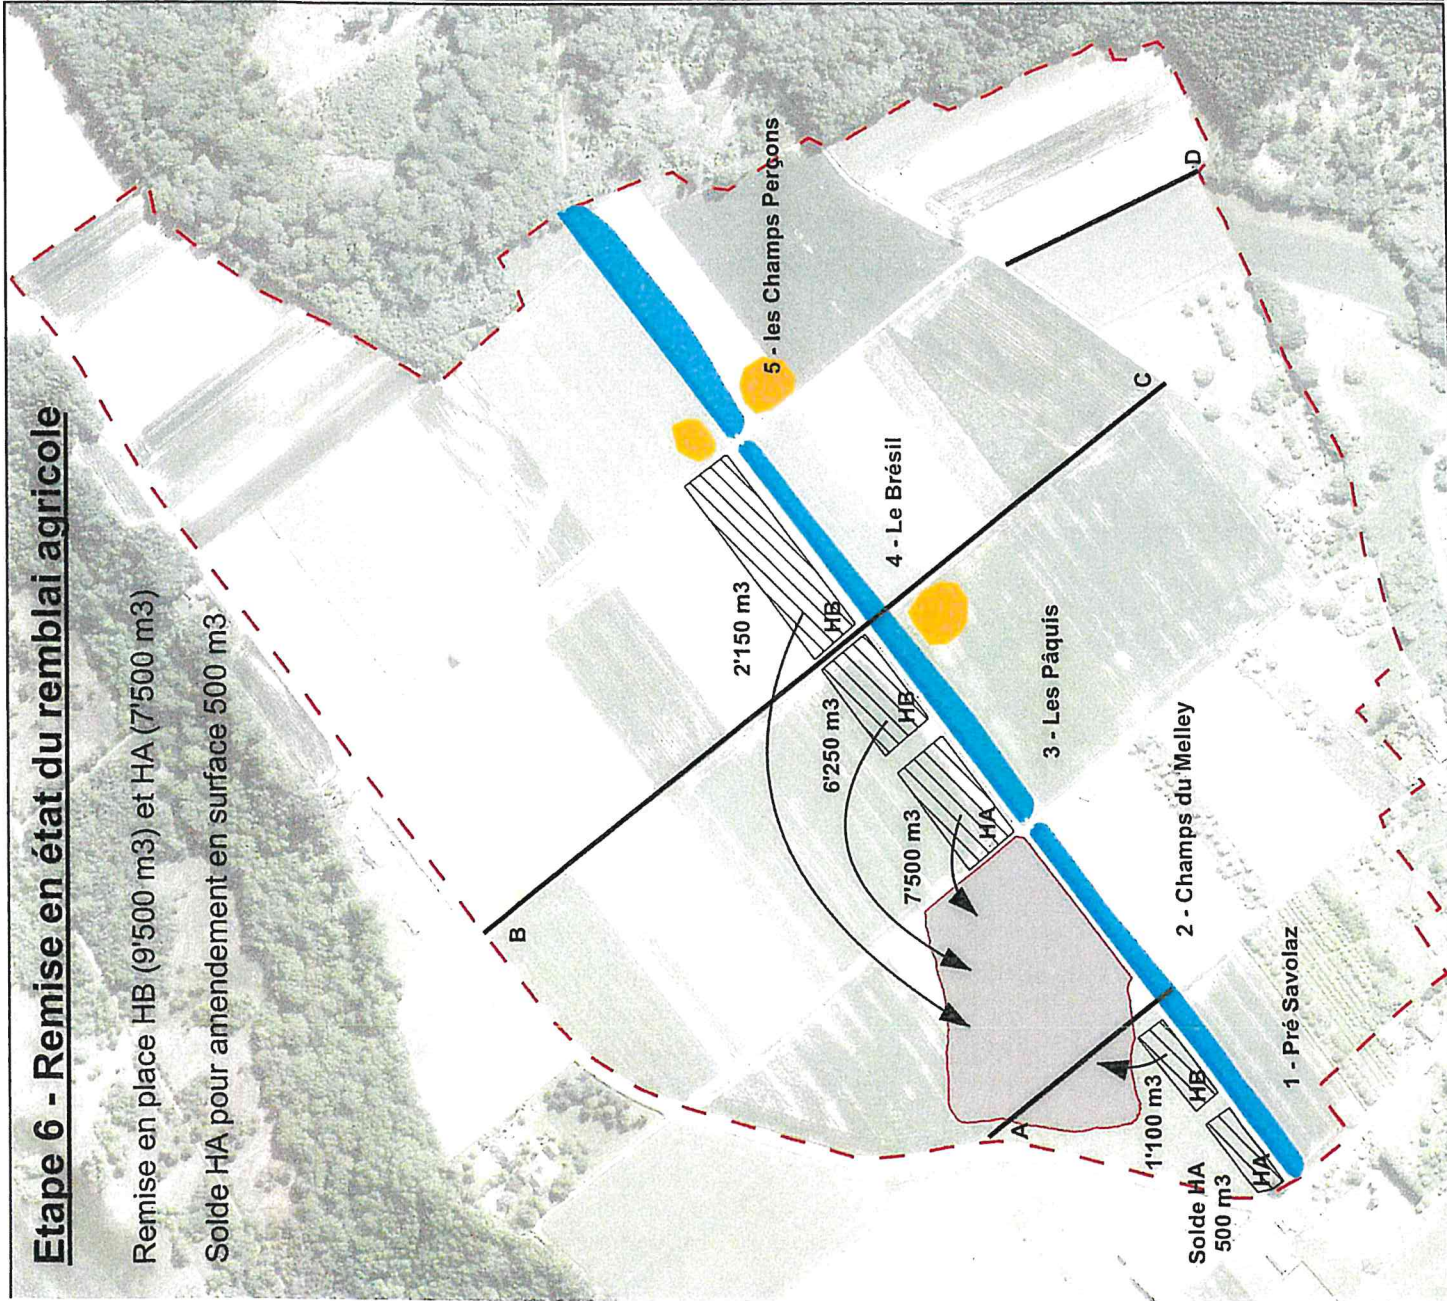 Etape 6 - Remise en état du remblai agricole
Remise en place HB (9'500 m3) et HA (7'500 m3)
Solde HA pour amendement en surface 500 m3
B
2'150 m3
HB
6'250 m3
HB
7'500 m3
HA
A
1'100 m3
HB
Solde HA
500 m3
HA
1 - Pré Savolaz
2 - Champs du Melley
3 - Les Pâquis
4 - Le Brésil
5 - les Champs Perçons
C
D